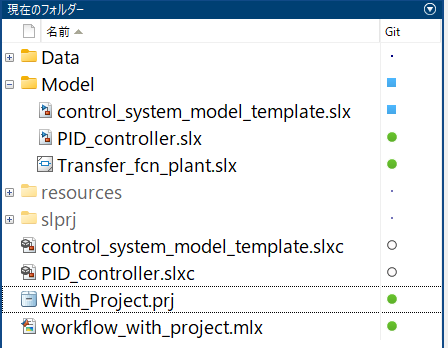 現在のフォルダー
名前 Git
Data
Model
control_system_model_template.slx
PID_controller.slx
Transfer_fcn_plant.slx
resources
slprj
control_system_model_template.slxc
PID_controller.slxc
With_Project.prj
workflow_with_project.mlx